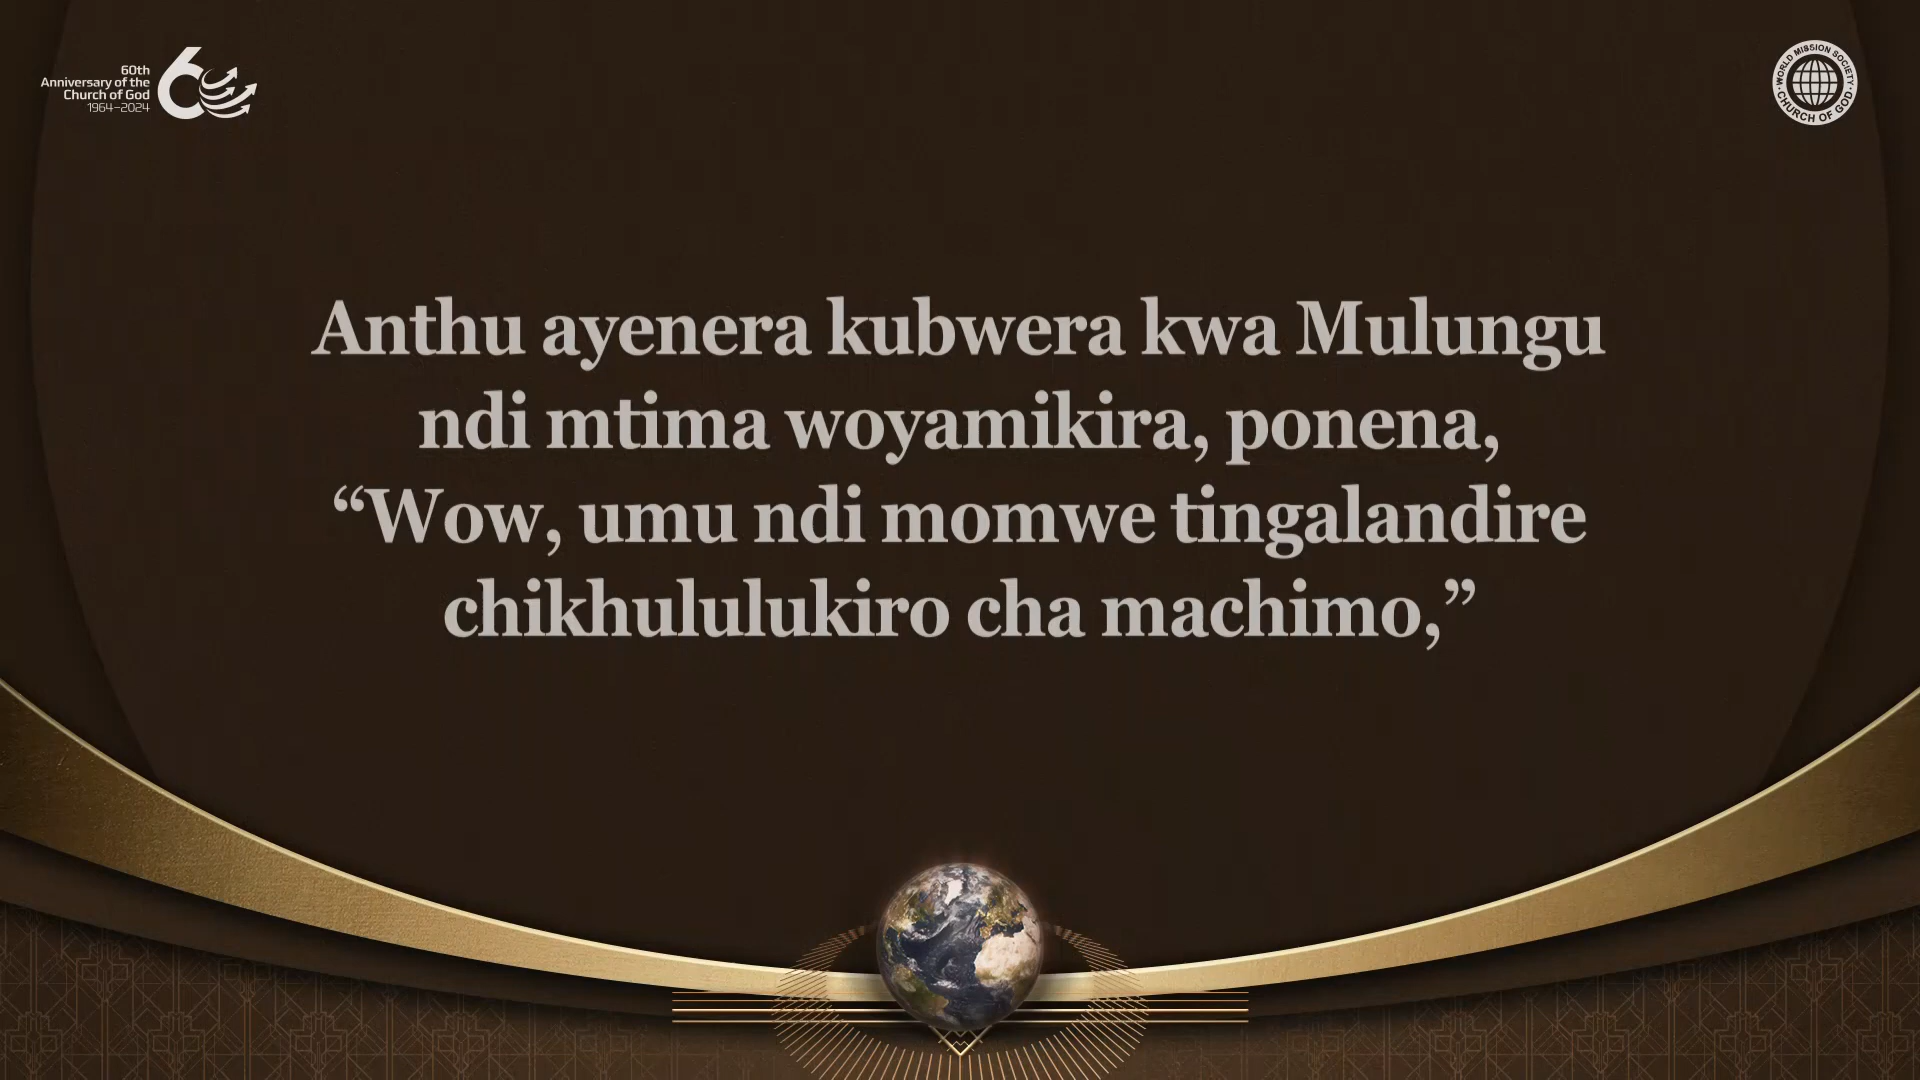 60th
Anniversary of the
Church of God
1964–2024
60
WORLD MISSION SOCIETY
CHURCH OF GOD
Anthu ayenera kubwera kwa Mulungu
ndi mtima woyamikira, ponena,
“Wow, umu ndi momwe tingalandire
chikhululukiro cha machimo,”